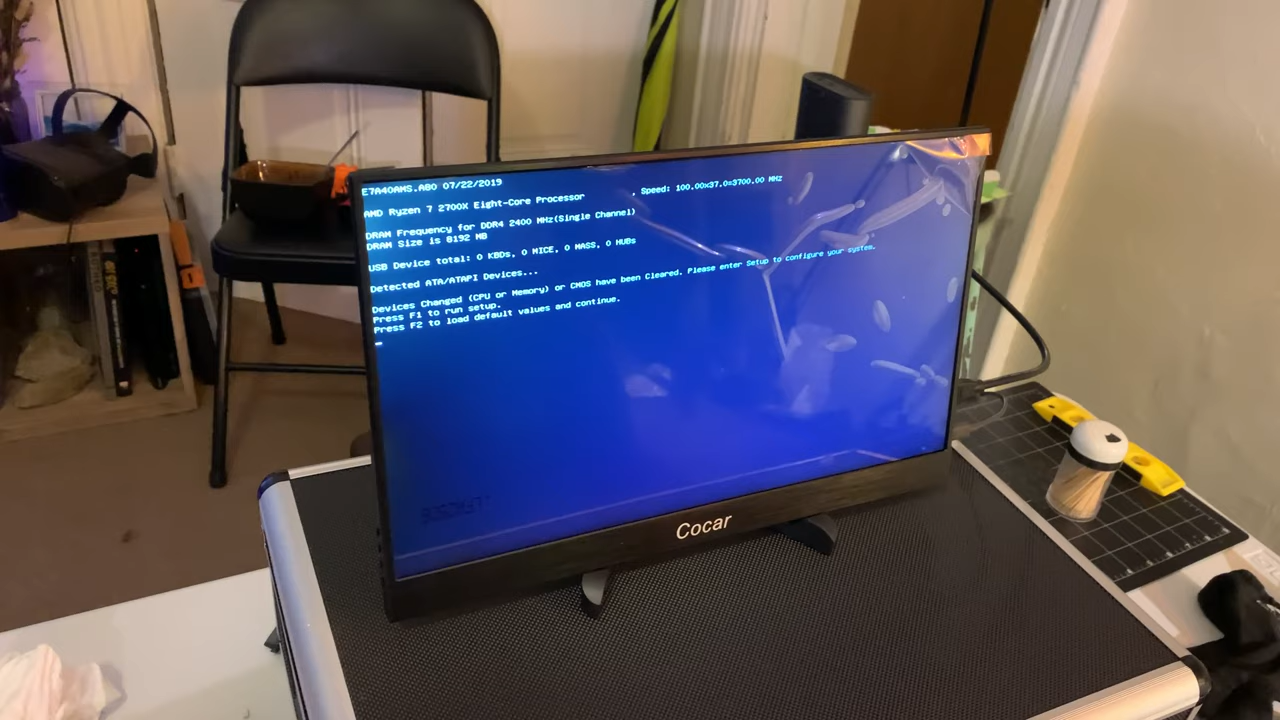 E7A40AMS.AB0 07/22/2019
AMD Ryzen 7 2700X Eight-Core Processor , Speed: 100.00x37.0=3700.00 MHz
DRAM Frequency for DDR4 2400 MHz(Single Channel)
DRAM Size is 8192 MB
USB Device total: 0 KBDs, 0 MICE, 0 MASS, 0 HUBs
Detected ATA/ATAPI Devices...
Devices Changed (CPU or Memory) or CMOS have been Cleared. Please enter Setup to configure your system.
Press F1 to run setup.
Press F2 to load default values and continue.
Cocar